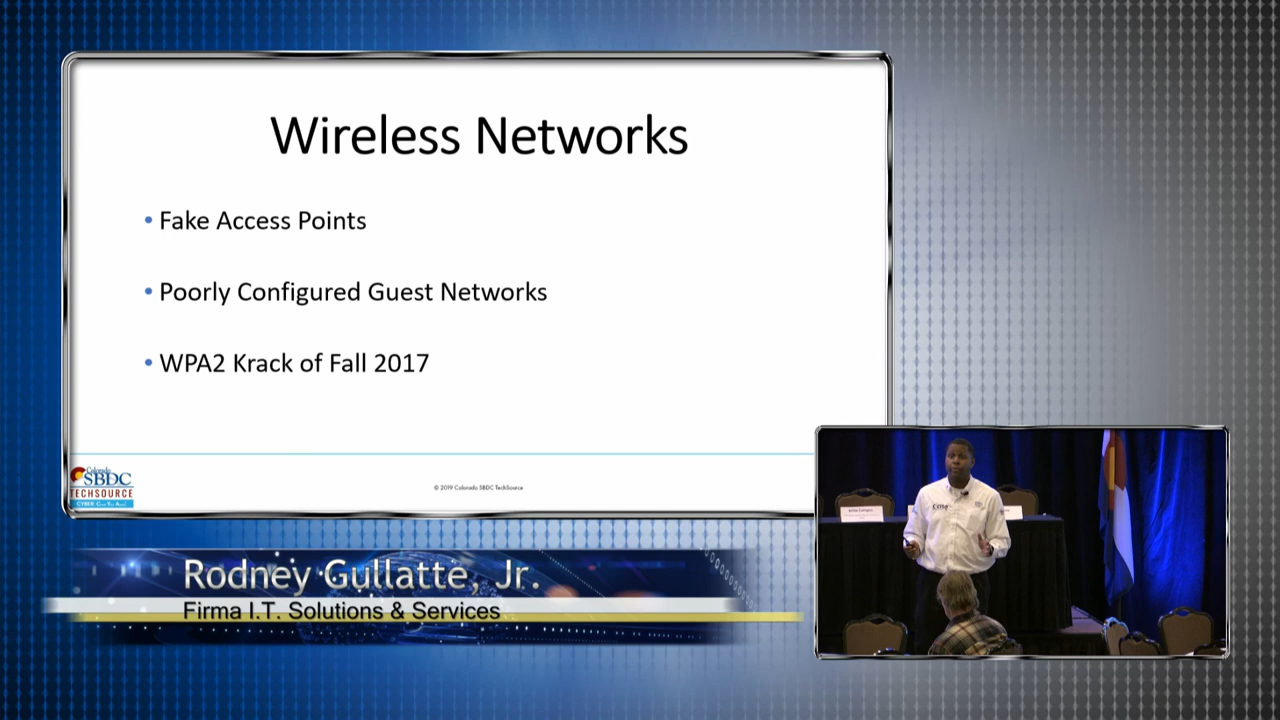 Wireless Networks
• Fake Access Points
• Poorly Configured Guest Networks
• WPA2 Krack of Fall 2017
Colorado
SBDC
TECHSOURCE
© 2019 Colorado SBDC TechSource
Rodney Gullatte, Jr.
Firma I.T. Solutions & Services